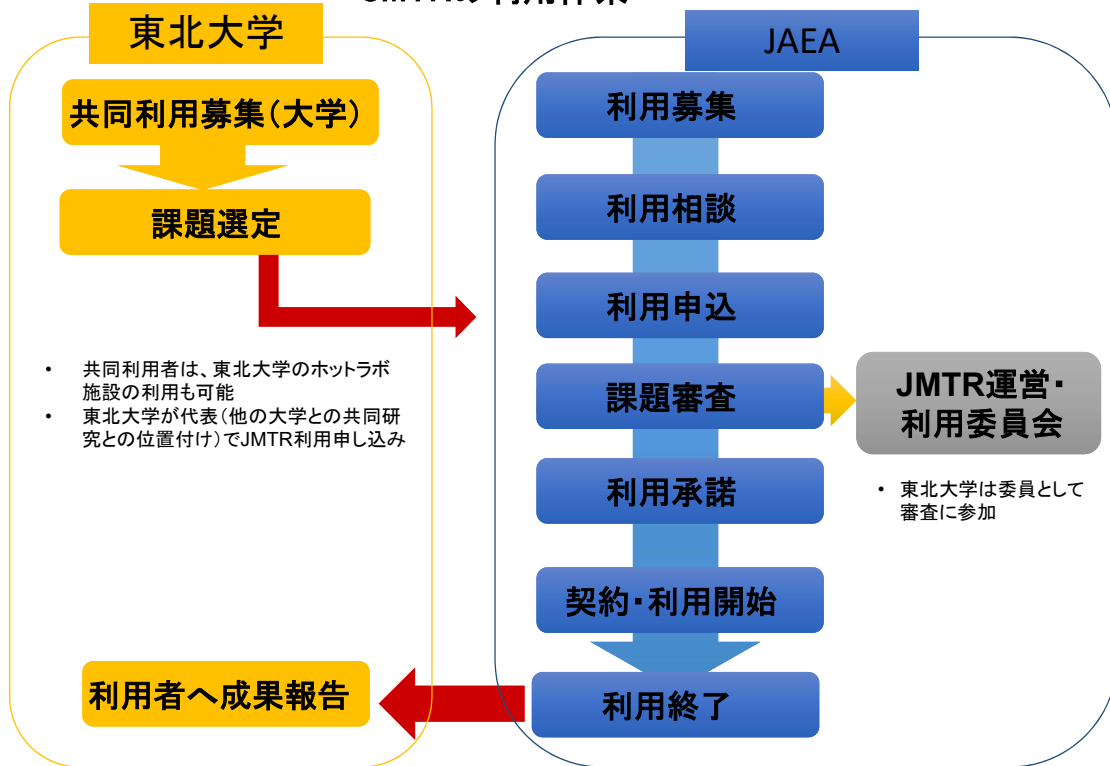 東北大学
共同利用募集(大学)
課題選定
• 共同利用者は、東北大学のホットラボ
施設の利用も可能
• 東北大学が代表(他の大学との共同研
究との位置付け)でJMTR利用申し込み
利用者へ成果報告
JAEA
利用募集
利用相談
利用申込
課題審査
利用承諾
契約・利用開始
利用終了
JMTR運営・
利用委員会
• 東北大学は委員として
審査に参加